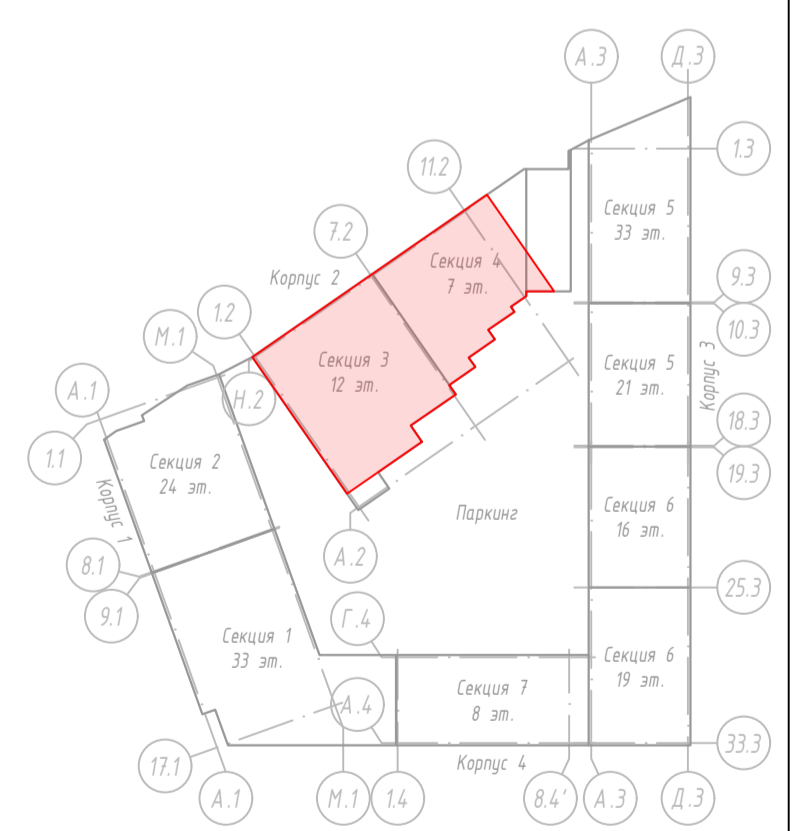 А.3
Д.3
1.3
11.2
Секция 5
33 эт.
7.2
Секция 4
7 эт.
Корпус 2
9.3
1.2
10.3
М.1
Секция 3
12 эт.
Секция 5
21 эт.
Корпус 3
А.1
Н.2
18.3
1.1
Секция 2
24 эт.
19.3
Корпус 1
Паркинг
Секция 6
16 эт.
А.2
8.1
25.3
9.1
Г.4
Секция 1
33 эт.
Секция 6
19 эт.
Секция 7
8 эт.
А.4
33.3
17.1
Корпус 4
А.1
М.1
1.4
8.4'
А.3
Д.3